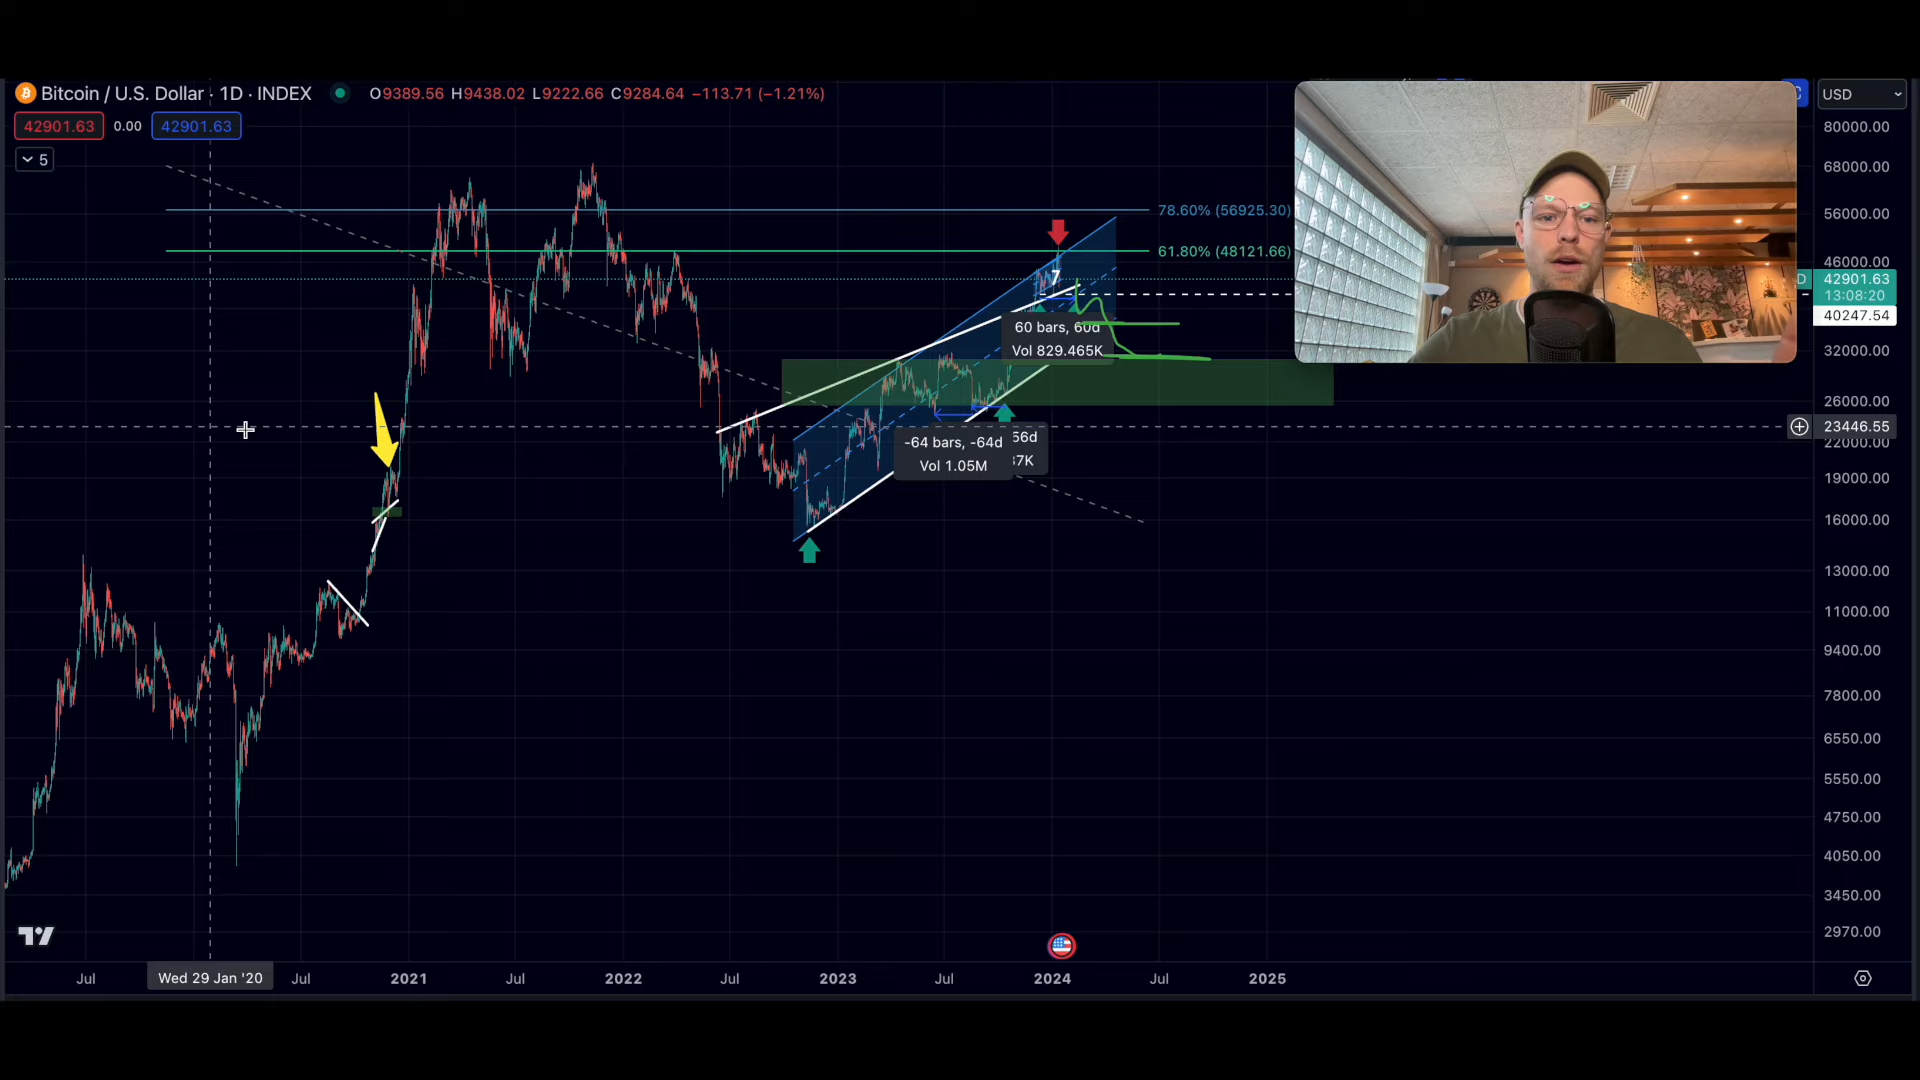 Bitcoin / U.S. Dollar · 1D · INDEX O9389.56 H9438.02 L9222.66 C9284.64 −113.71 (−1.21%)
42901.63 0.00 42901.63
5
USD
80000.00
68000.00
78.60% (56925.30)
56000.00
61.80% (48121.66)
46000.00
7
42901.63
13:08:20
40247.54
60 bars, 60d
Vol 829.465K
32000.00
26000.00
23446.55
22000.00
-64 bars, -64d
Vol 1.05M
56d
19000.00
16000.00
13000.00
11000.00
9400.00
7800.00
6550.00
5550.00
4750.00
4050.00
3450.00
2970.00
Jul
Wed 29 Jan '20
Jul
2021
Jul
2022
Jul
2023
Jul
2024
Jul
2025